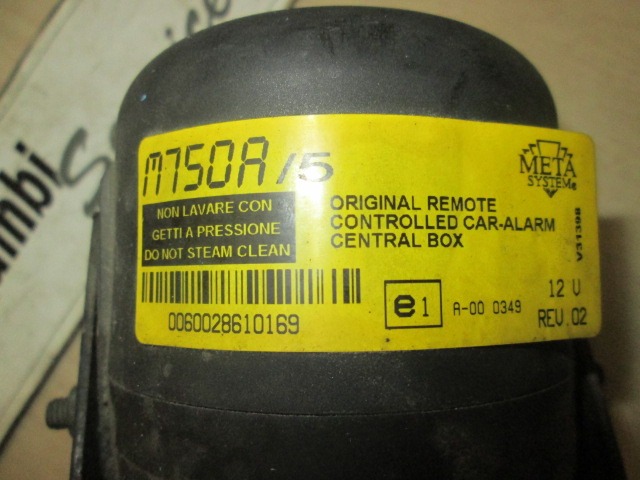 M750A/5
META
SYSTEM
NON LAVARE CON
GETTI A PRESSIONE
DO NOT STEAM CLEAN
ORIGINAL REMOTE
CONTROLLED CAR-ALARM
CENTRAL BOX
V31398
0060028610169
e1
A-00 0349
12 V
REV.02